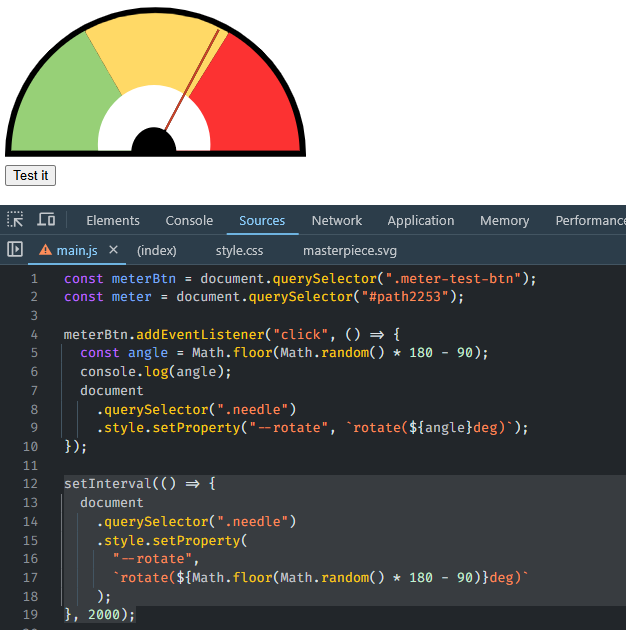 Test it
Elements Console Sources Network Application Memory Performance
main.js × (index) style.css masterpiece.svg
1 const meterBtn = document.querySelector(".meter-test-btn");
2 const meter = document.querySelector("#path2253");
3
4 meterBtn.addEventListener("click", () => {
5 const angle = Math.floor(Math.random() * 180 - 90);
6 console.log(angle);
7 document
8 .querySelector(".needle")
9 .style.setProperty("--rotate", `rotate(${angle}deg)`);
10 });
11
12 setInterval(() => {
13 document
14 .querySelector(".needle")
15 .style.setProperty(
16 "--rotate",
17 `rotate(${Math.floor(Math.random() * 180 - 90)}deg)`
18 );
19 }, 2000);